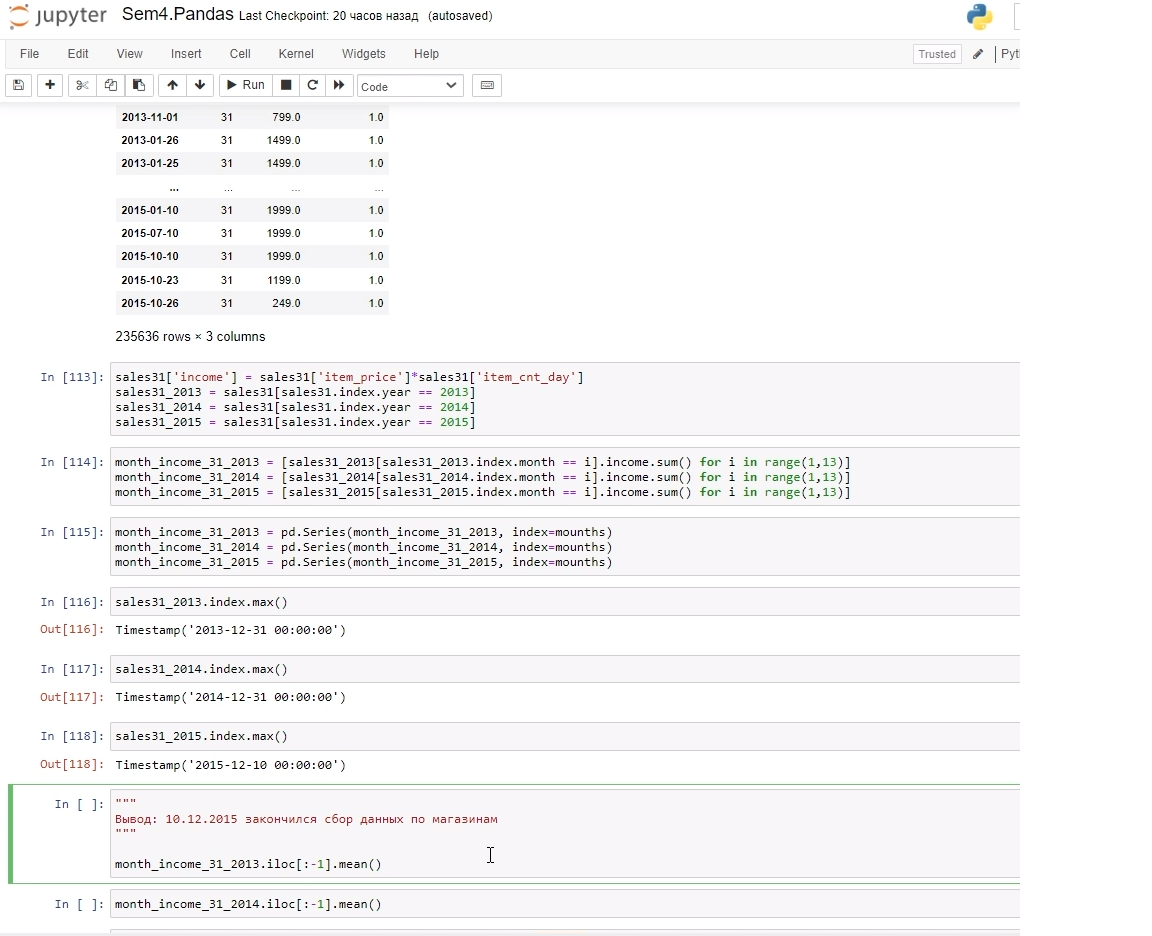 jupyter Sem4.Pandas Last Checkpoint: 20 часов назад (autosaved)
File Edit View Insert Cell Kernel Widgets Help Trusted Pyt
Run Code
2013-11-01 31 799.0 1.0
2013-01-26 31 1499.0 1.0
2013-01-25 31 1499.0 1.0
... ... ... ...
2015-01-10 31 1999.0 1.0
2015-07-10 31 1999.0 1.0
2015-10-10 31 1999.0 1.0
2015-10-23 31 1199.0 1.0
2015-10-26 31 249.0 1.0
235636 rows × 3 columns
In [113]: sales31['income'] = sales31['item_price']*sales31['item_cnt_day']
sales31_2013 = sales31[sales31.index.year == 2013]
sales31_2014 = sales31[sales31.index.year == 2014]
sales31_2015 = sales31[sales31.index.year == 2015]
In [114]: month_income_31_2013 = [sales31_2013[sales31_2013.index.month == i].income.sum() for i in range(1,13)]
month_income_31_2014 = [sales31_2014[sales31_2014.index.month == i].income.sum() for i in range(1,13)]
month_income_31_2015 = [sales31_2015[sales31_2015.index.month == i].income.sum() for i in range(1,13)]
In [115]: month_income_31_2013 = pd.Series(month_income_31_2013, index=mounths)
month_income_31_2014 = pd.Series(month_income_31_2014, index=mounths)
month_income_31_2015 = pd.Series(month_income_31_2015, index=mounths)
In [116]: sales31_2013.index.max()
Out[116]: Timestamp('2013-12-31 00:00:00')
In [117]: sales31_2014.index.max()
Out[117]: Timestamp('2014-12-31 00:00:00')
In [118]: sales31_2015.index.max()
Out[118]: Timestamp('2015-12-10 00:00:00')
In [ ]: """
Вывод: 10.12.2015 закончился сбор данных по магазинам
"""
month_income_31_2013.iloc[:-1].mean()
In [ ]: month_income_31_2014.iloc[:-1].mean()